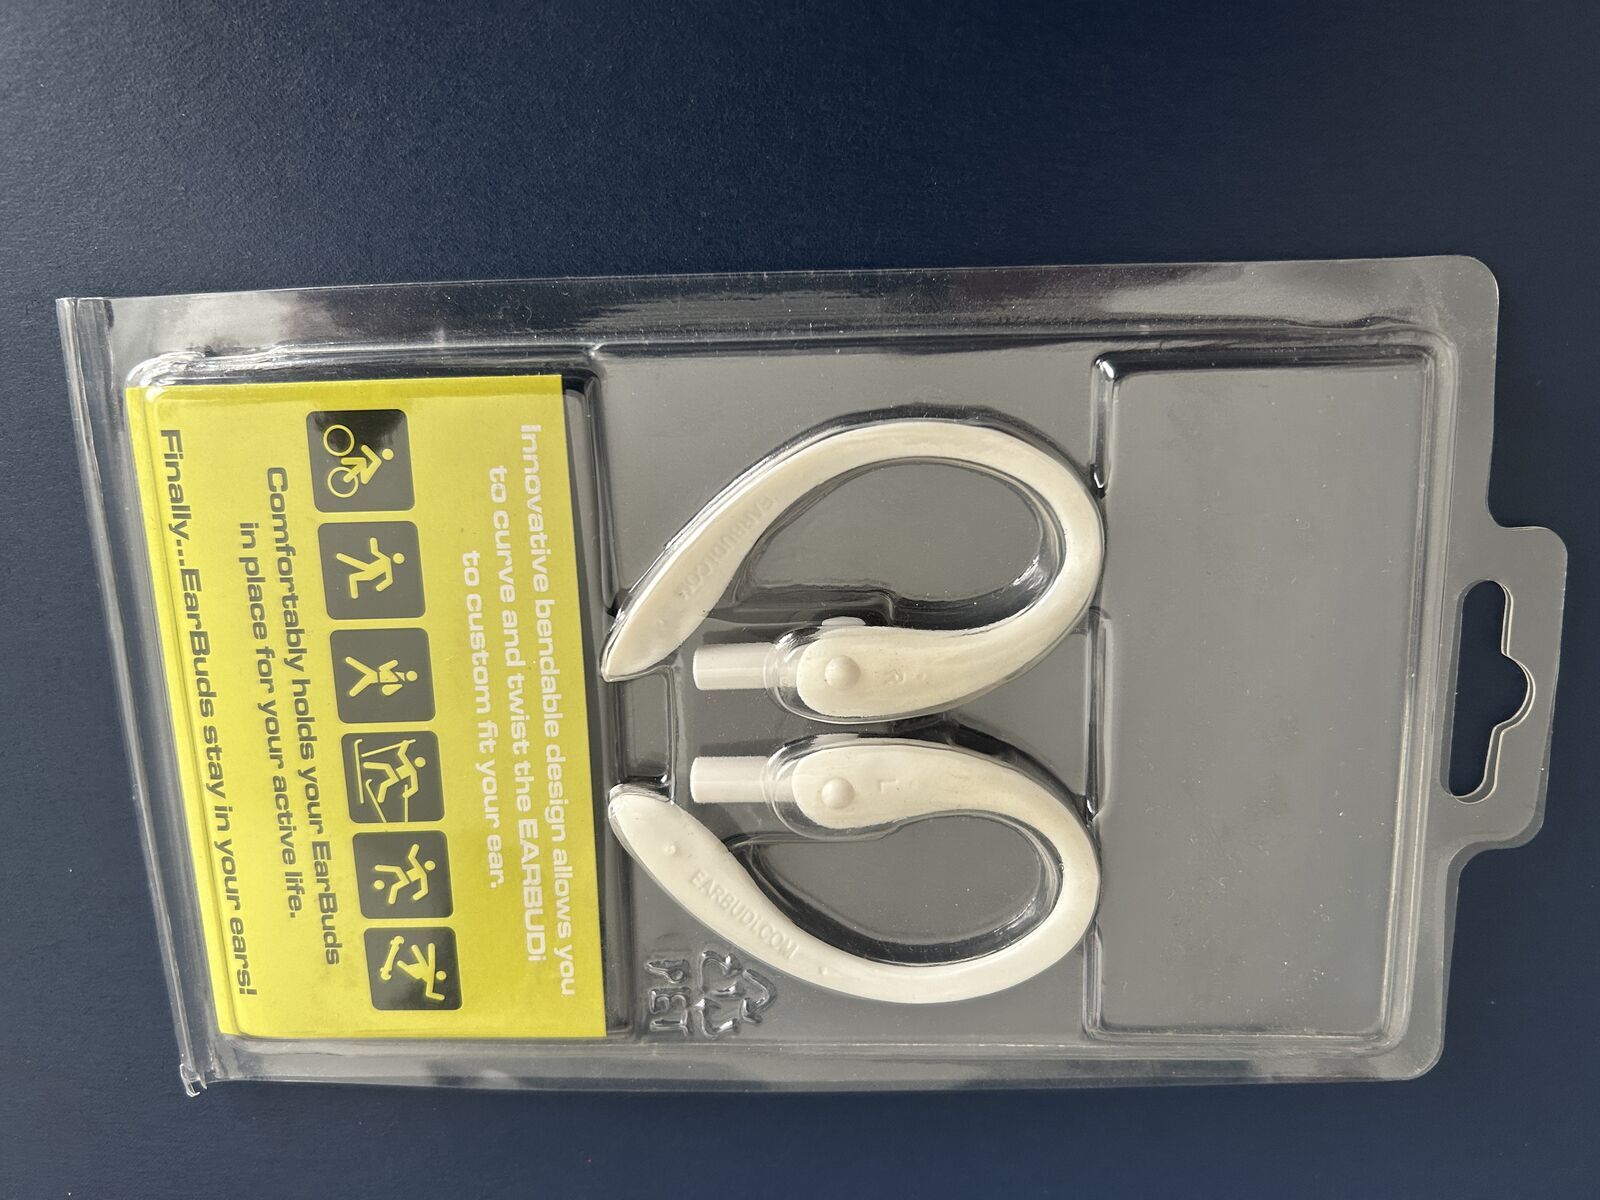 EARBUDI.COM
R
L
EARBUDI.COM
PET
Innovative bendable design allows you
to curve and twist the EARBUDi
to custom fit your ear.
Comfortably holds your EarBuds
in place for your active life.
Finally...EarBuds stay in your ears!